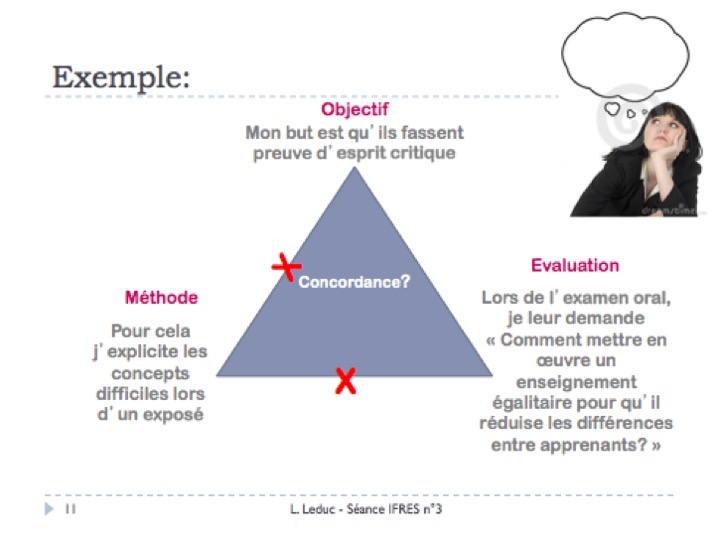 Exemple:
Objectif
Mon but est qu’ils fassent
preuve d’esprit critique
Concordance?
Méthode
Pour cela
j’explicite les
concepts
difficiles lors
d’un exposé
Evaluation
Lors de l’examen oral,
je leur demande
« Comment mettre en
œuvre un
enseignement
égalitaire pour qu’il
réduise les différences
entre apprenants? »
11
L. Leduc - Séance IFRES n°3